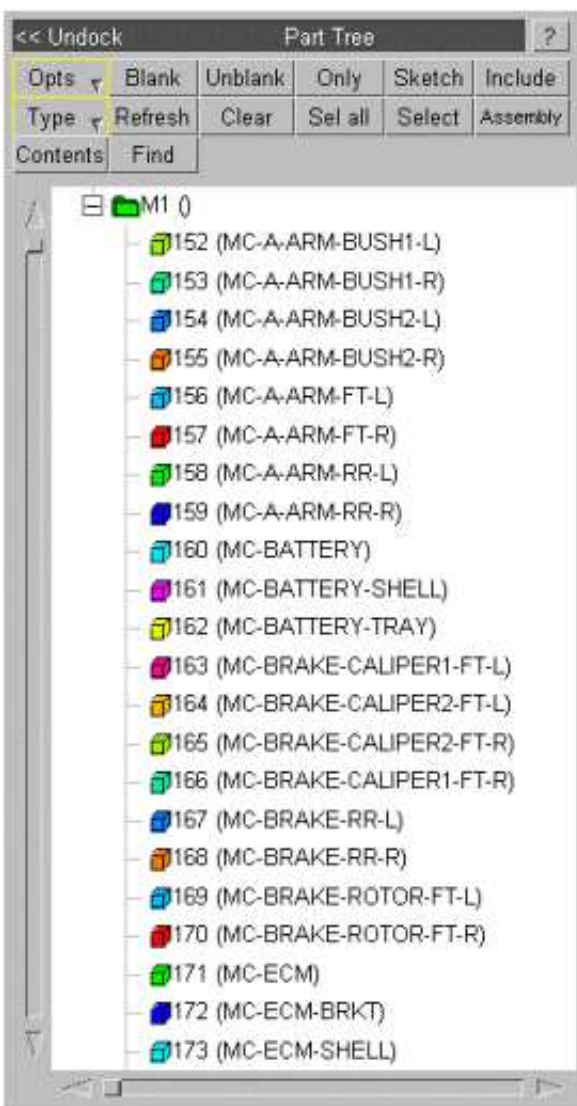 << Undock Part Tree ?
Opts Blank Unblank Only Sketch Include
Type Refresh Clear Sel all Select Assembly
Contents Find
M1 ()
152 (MC-A-ARM-BUSH1-L)
153 (MC-A-ARM-BUSH1-R)
154 (MC-A-ARM-BUSH2-L)
155 (MC-A-ARM-BUSH2-R)
156 (MC-A-ARM-FT-L)
157 (MC-A-ARM-FT-R)
158 (MC-A-ARM-RR-L)
159 (MC-A-ARM-RR-R)
160 (MC-BATTERY)
161 (MC-BATTERY-SHELL)
162 (MC-BATTERY-TRAY)
163 (MC-BRAKE-CALIPER1-FT-L)
164 (MC-BRAKE-CALIPER2-FT-L)
165 (MC-BRAKE-CALIPER2-FT-R)
166 (MC-BRAKE-CALIPER1-FT-R)
167 (MC-BRAKE-RR-L)
168 (MC-BRAKE-RR-R)
169 (MC-BRAKE-ROTOR-FT-L)
170 (MC-BRAKE-ROTOR-FT-R)
171 (MC-ECM)
172 (MC-ECM-BRKT)
173 (MC-ECM-SHELL)